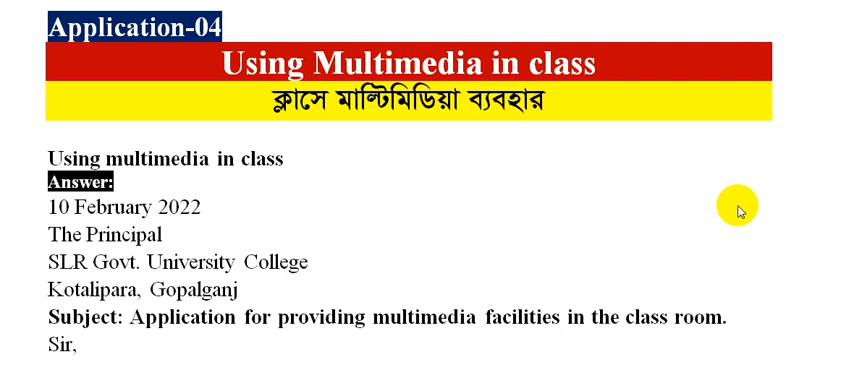 Application-04
Using Multimedia in class
ক্লাসে মাল্টিমিডিয়া ব্যবহার
Using multimedia in class
Answer:
10 February 2022
The Principal
SLR Govt. University College
Kotalipara, Gopalganj
Subject: Application for providing multimedia facilities in the class room.
Sir,